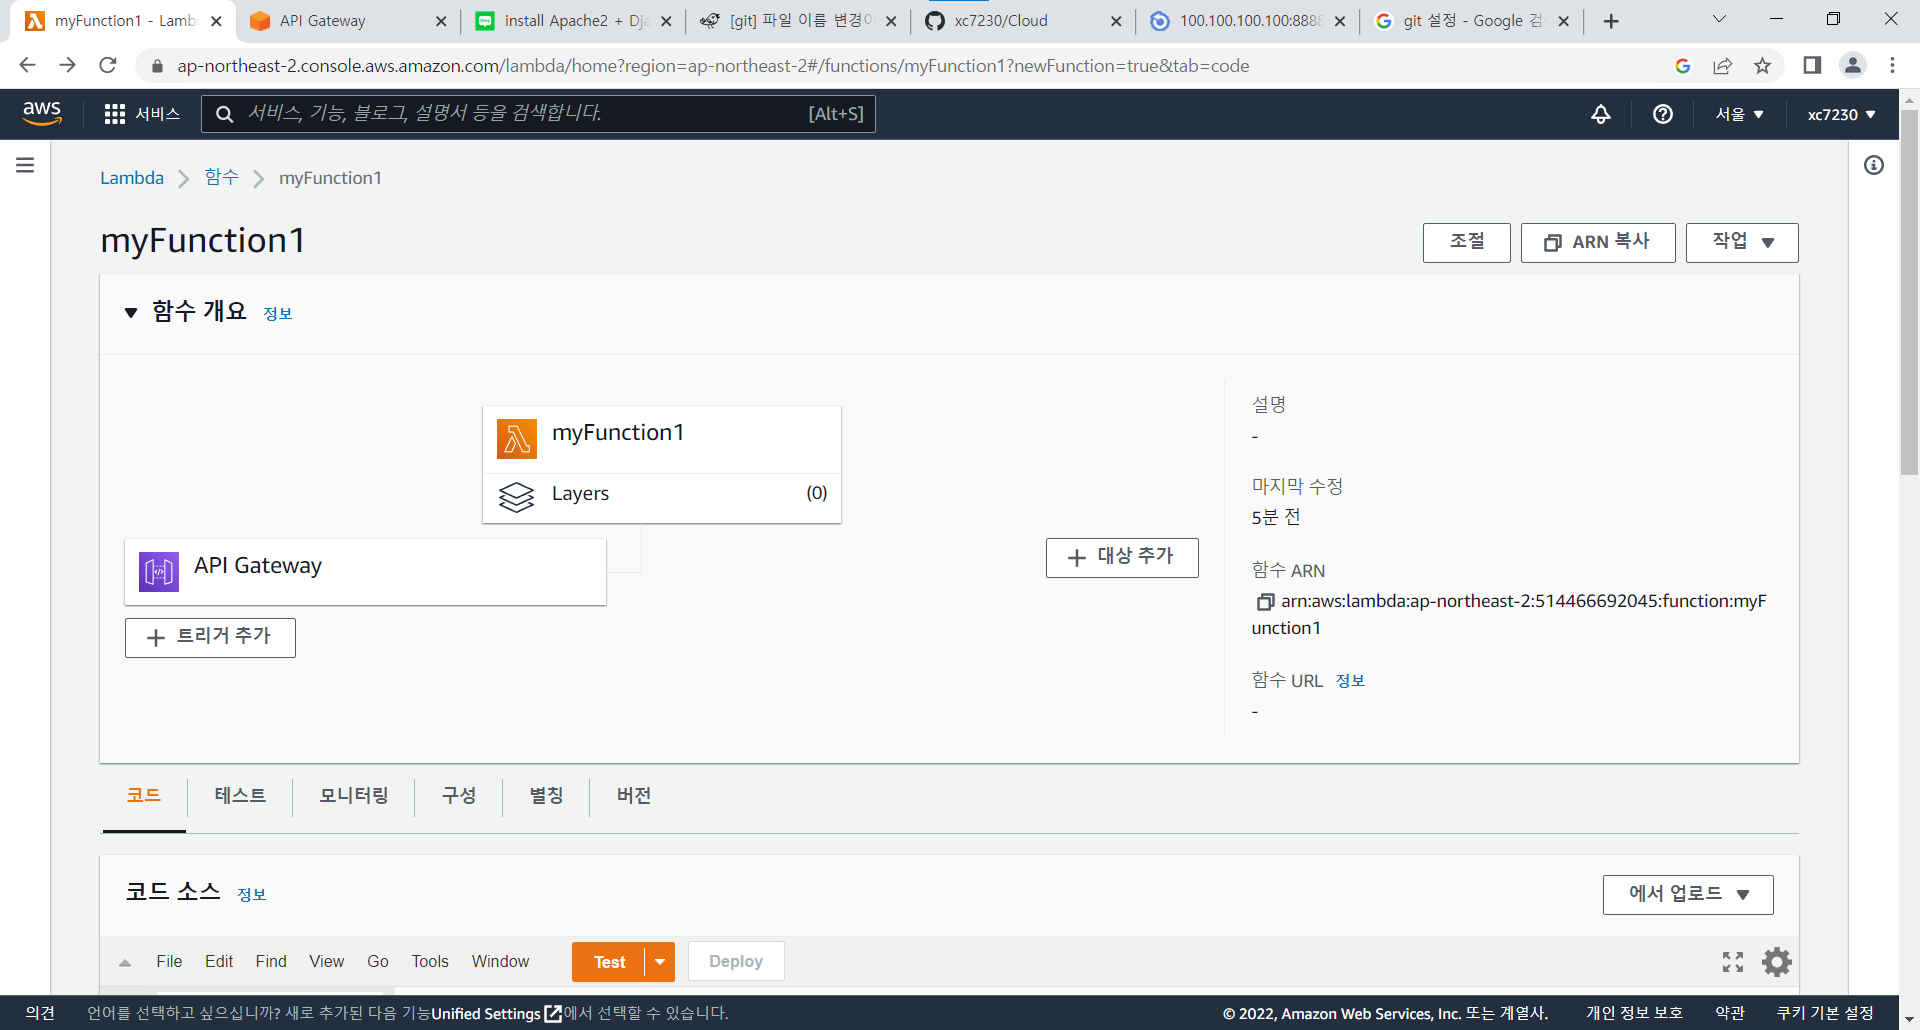 myFunction1 - Lamb
API Gateway
install Apache2 + Dja
[git] 파일 이름 변경이
xc7230/Cloud
100.100.100.100:8888
git 설정 - Google 검
ap-northeast-2.console.aws.amazon.com/lambda/home?region=ap-northeast-2#/functions/myFunction1?newFunction=true&tab=code
aws
서비스
서비스, 기능, 블로그, 설명서 등을 검색합니다.
[Alt+S]
서울 ▼
xc7230 ▼
Lambda > 함수 > myFunction1
myFunction1
조절
ARN 복사
작업 ▼
▼ 함수 개요 정보
myFunction1
Layers (0)
API Gateway
+ 트리거 추가
+ 대상 추가
설명
-
마지막 수정
5분 전
함수 ARN
arn:aws:lambda:ap-northeast-2:514466692045:function:myF
unction1
함수 URL 정보
-
코드
테스트
모니터링
구성
별칭
버전
코드 소스 정보
에서 업로드 ▼
File Edit Find View Go Tools Window
Test
Deploy
의견
언어를 선택하고 싶으십니까? 새로 추가된 다음 기능Unified Settings에서 선택할 수 있습니다.
© 2022, Amazon Web Services, Inc. 또는 계열사.
개인 정보 보호
약관
쿠키 기본 설정